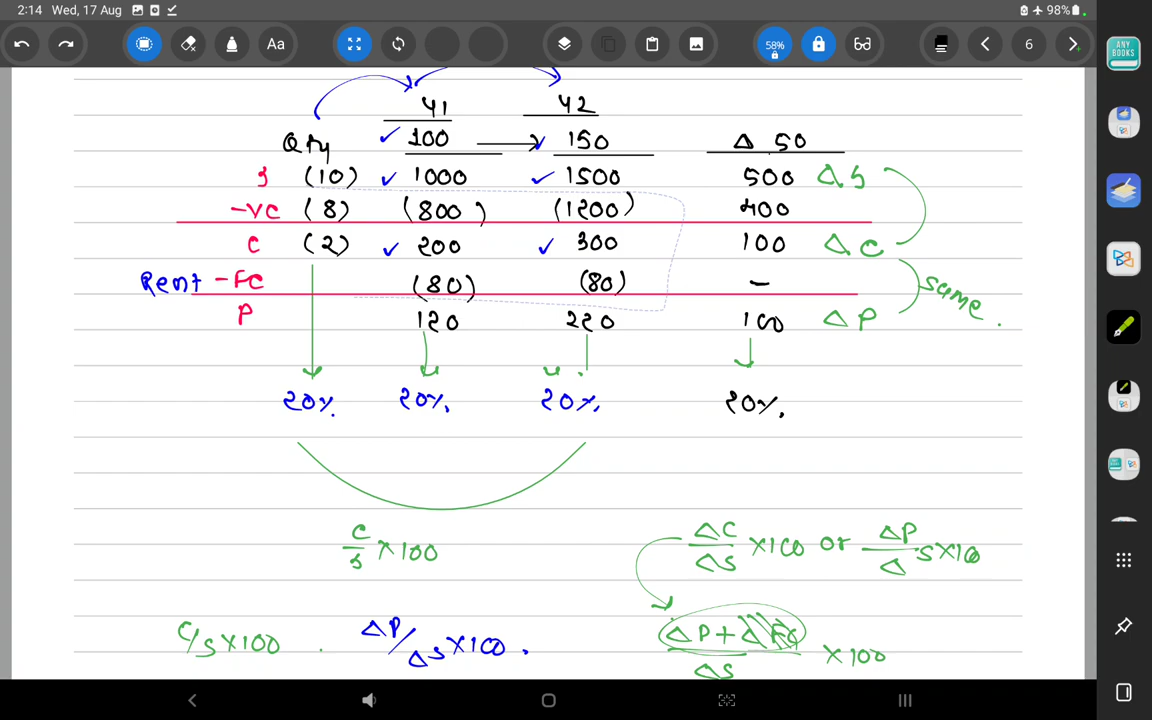 2:14 Wed, 17 Aug 98%
Aa 58% 6
ANY BOOKS
Y1 Y2
Qty 100 150 Δ 50
S (10) 1000 1500 500 ΔS
-VC (8) (800) (1200) 400
C (2) 200 300 100 ΔC
Rent -FC (80) (80) - same.
P 120 220 100 ΔP
20%. 20%. 20%. 20%.
C/S ×100 ΔC/ΔS ×100 or ΔP/ΔS ×100
C/S ×100 . ΔP/ΔS ×100 . ΔP + ΔFC/ΔS ×100